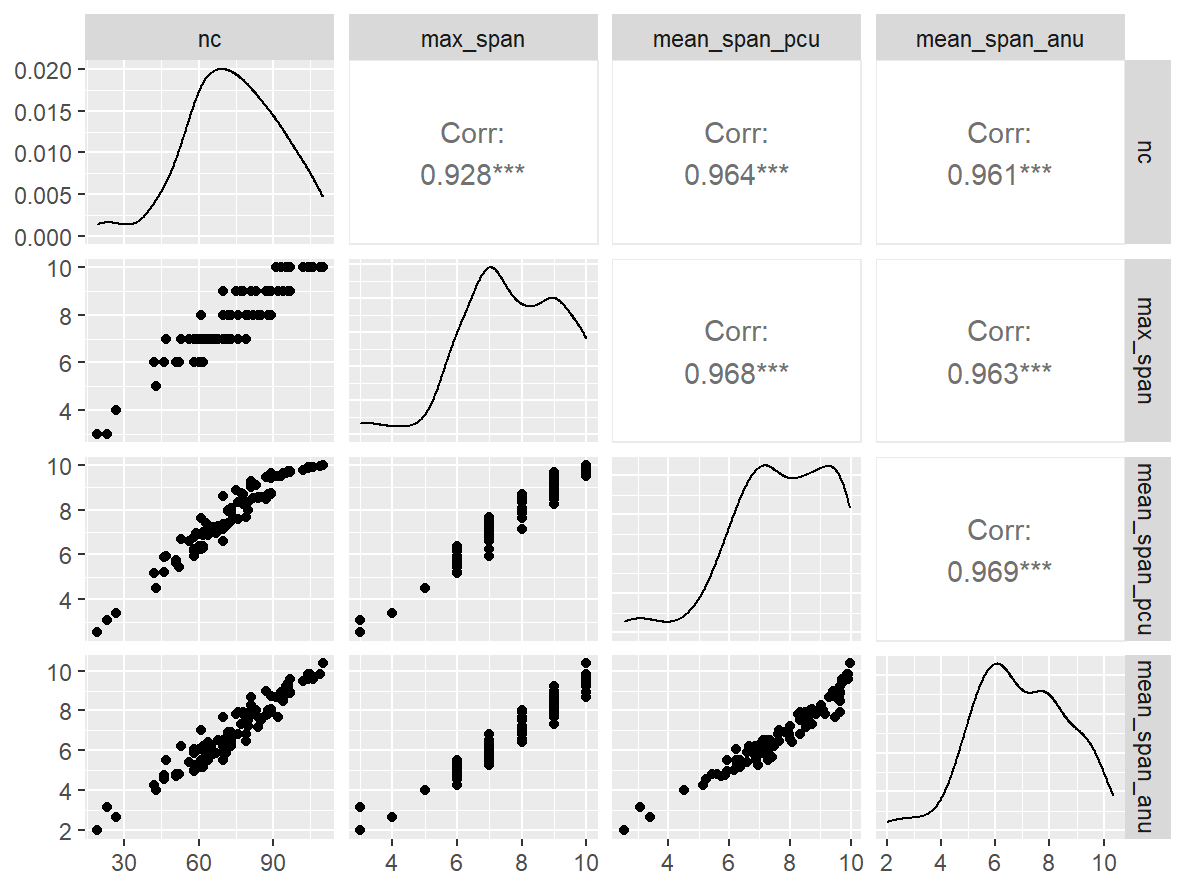 nc max_span mean_span_pcu mean_span_anu
0.020
0.015
0.010
0.005
0.000
Corr:
0.928***
Corr:
0.964***
Corr:
0.961***
nc
10
8
6
4
Corr:
0.968***
Corr:
0.963***
max_span
10
8
6
4
Corr:
0.969***
mean_span_pcu
10
8
6
4
2
mean_span_anu
30 60 90 4 6 8 10 4 6 8 10 2 4 6 8 10